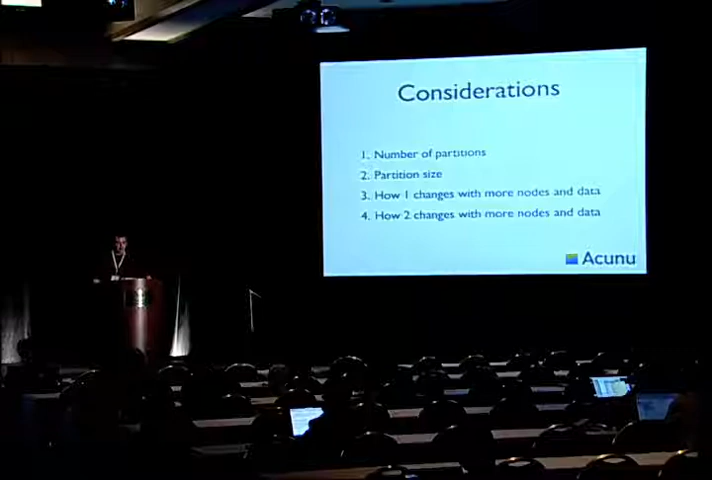 Considerations
1. Number of partitions
2. Partition size
3. How 1 changes with more nodes and data
4. How 2 changes with more nodes and data
Acunu